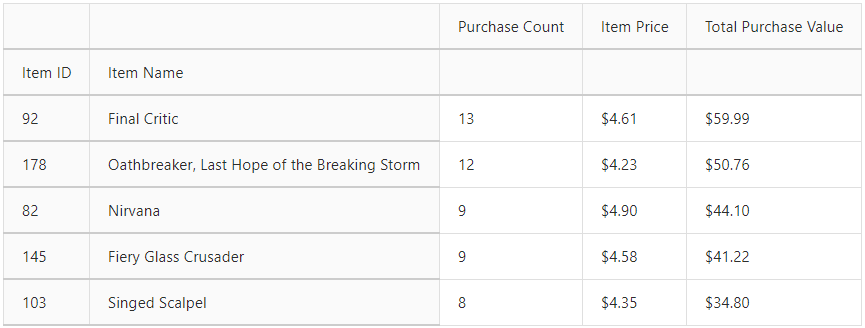 Purchase Count Item Price Total Purchase Value
Item ID Item Name
92 Final Critic 13 $4.61 $59.99
178 Oathbreaker, Last Hope of the Breaking Storm 12 $4.23 $50.76
82 Nirvana 9 $4.90 $44.10
145 Fiery Glass Crusader 9 $4.58 $41.22
103 Singed Scalpel 8 $4.35 $34.80